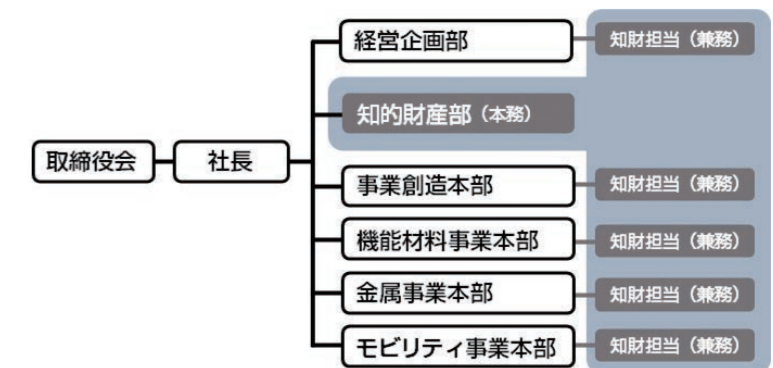 経営企画部 知財担当（兼務）
知的財産部（本務）
取締役会 社長
事業創造本部 知財担当（兼務）
機能材料事業本部 知財担当（兼務）
金属事業本部 知財担当（兼務）
モビリティ事業本部 知財担当（兼務）